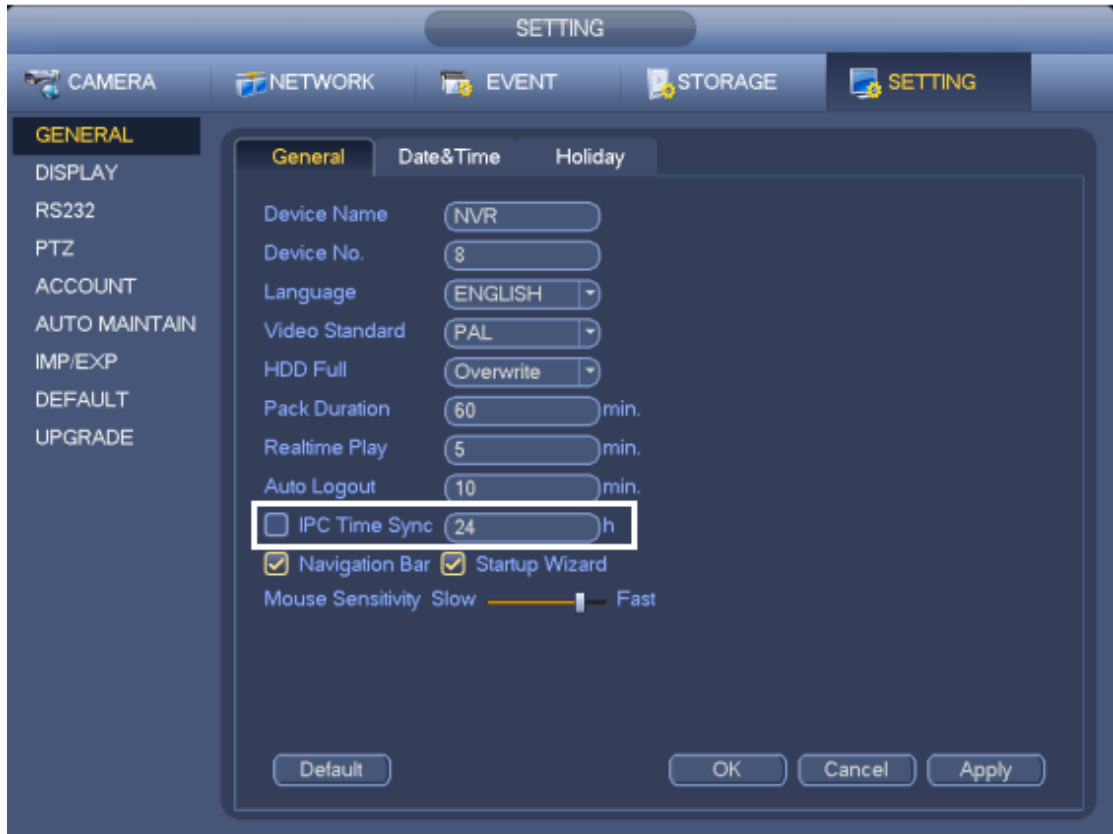 SETTING
CAMERA NETWORK EVENT STORAGE SETTING
GENERAL
DISPLAY
RS232
PTZ
ACCOUNT
AUTO MAINTAIN
IMP/EXP
DEFAULT
UPGRADE
General Date&Time Holiday
Device Name NVR
Device No. 8
Language ENGLISH
Video Standard PAL
HDD Full Overwrite
Pack Duration 60 min.
Realtime Play 5 min.
Auto Logout 10 min.
IPC Time Sync 24 h
Navigation Bar Startup Wizard
Mouse Sensitivity Slow Fast
Default OK Cancel Apply